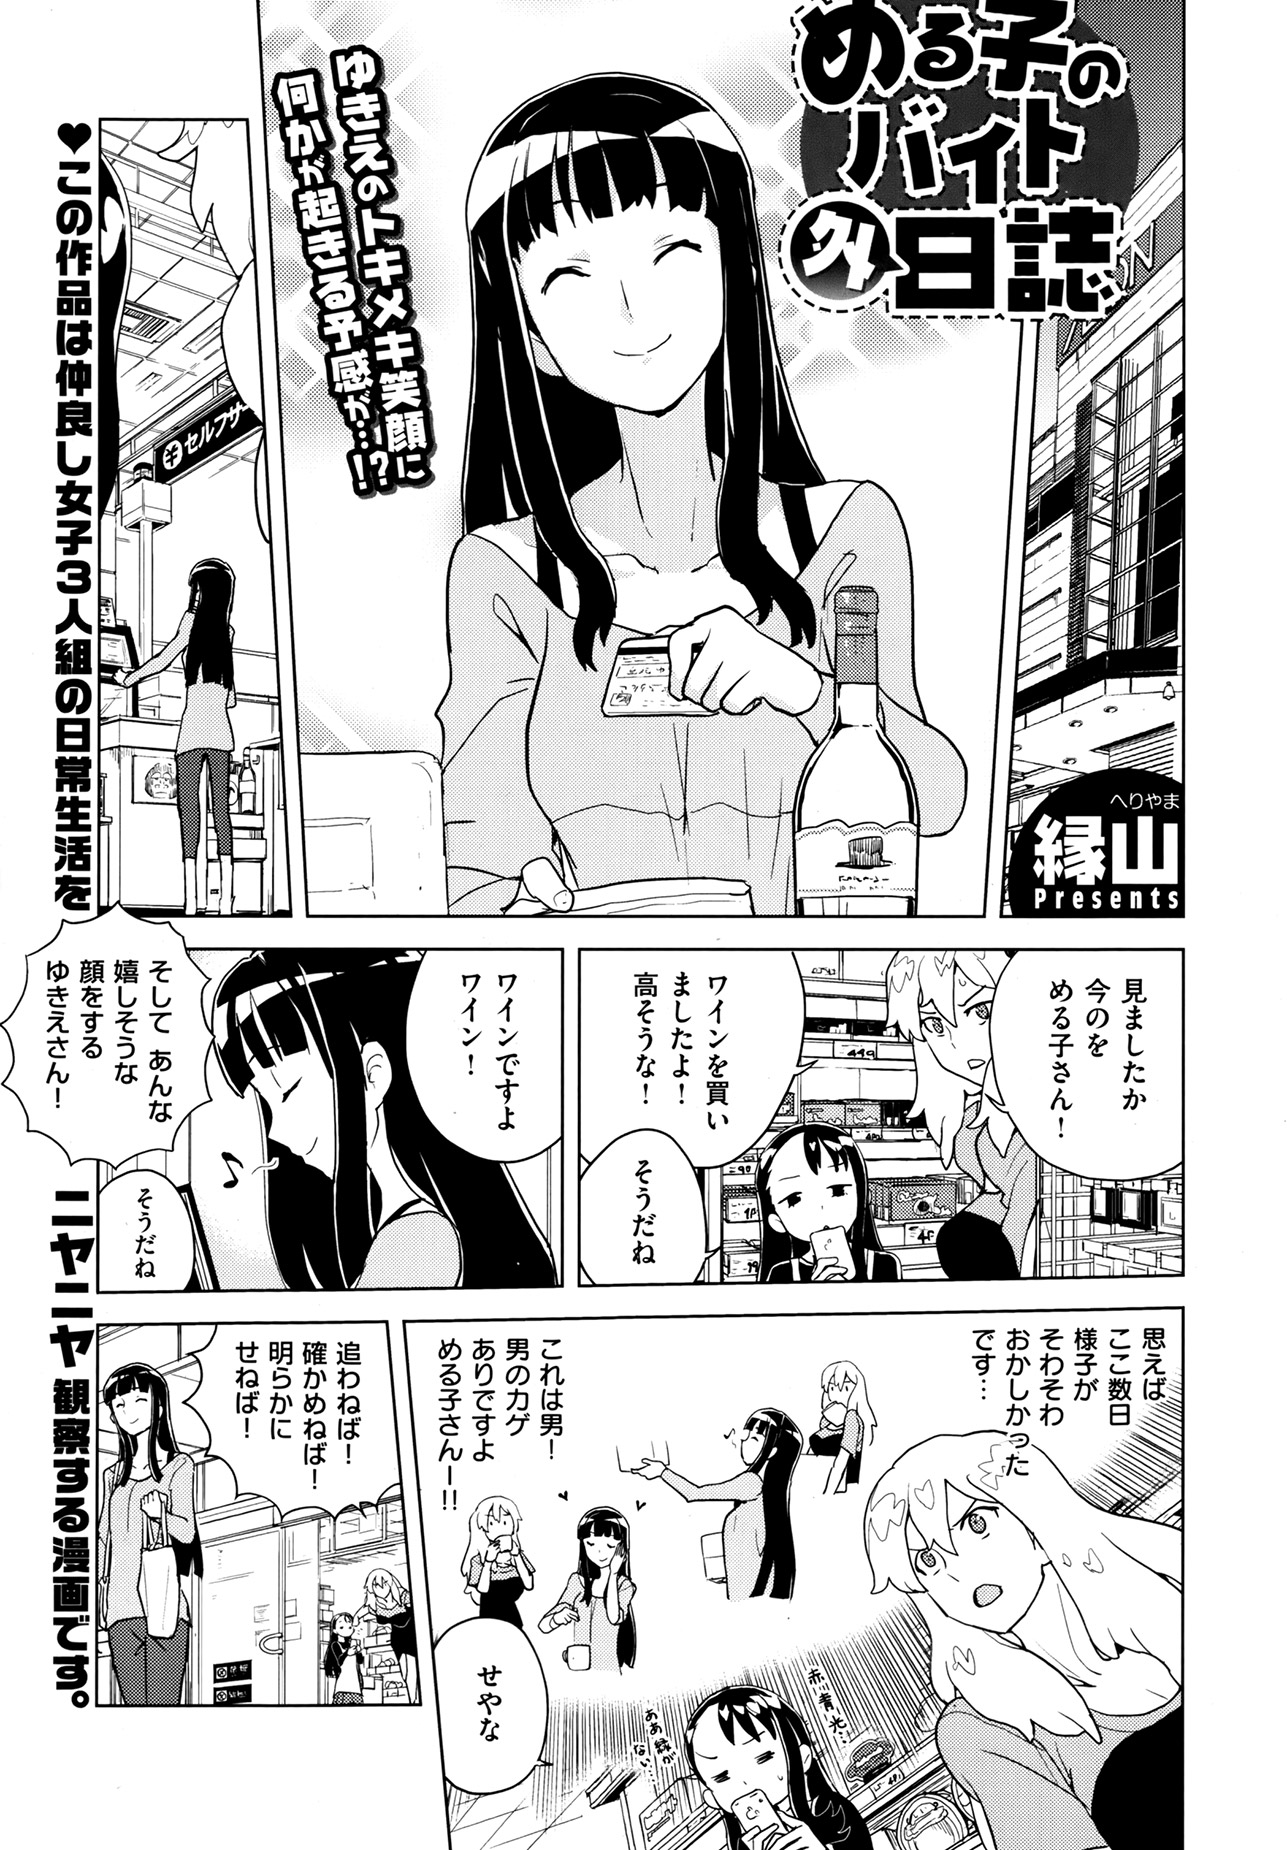 める子の
バイト
外日誌
へりやま
縁山
Presents
ゆきえのトキメキ笑顔に
何かが起きる予感が…!?
セルフサー
♥この作品は仲良し女子3人組の日常生活を
ニヤニヤ観察する漫画です。
見ましたか
今のを
める子さん!
ワインを買い
ましたよ!
高そうな!
そうだね
ワインですよ
ワイン!
そして あんな
嬉しそうな
顔をする
ゆきえさん!
そうだね
思えば
ここ数日
様子が
そわそわ
おかしかった
です…
これは男!
男のカゲ
ありですよ
める子さんー!!
赤川青光…
ああ縁が
ない…
せやな
追わねば!
確かめねば!
明らかに
せねば!